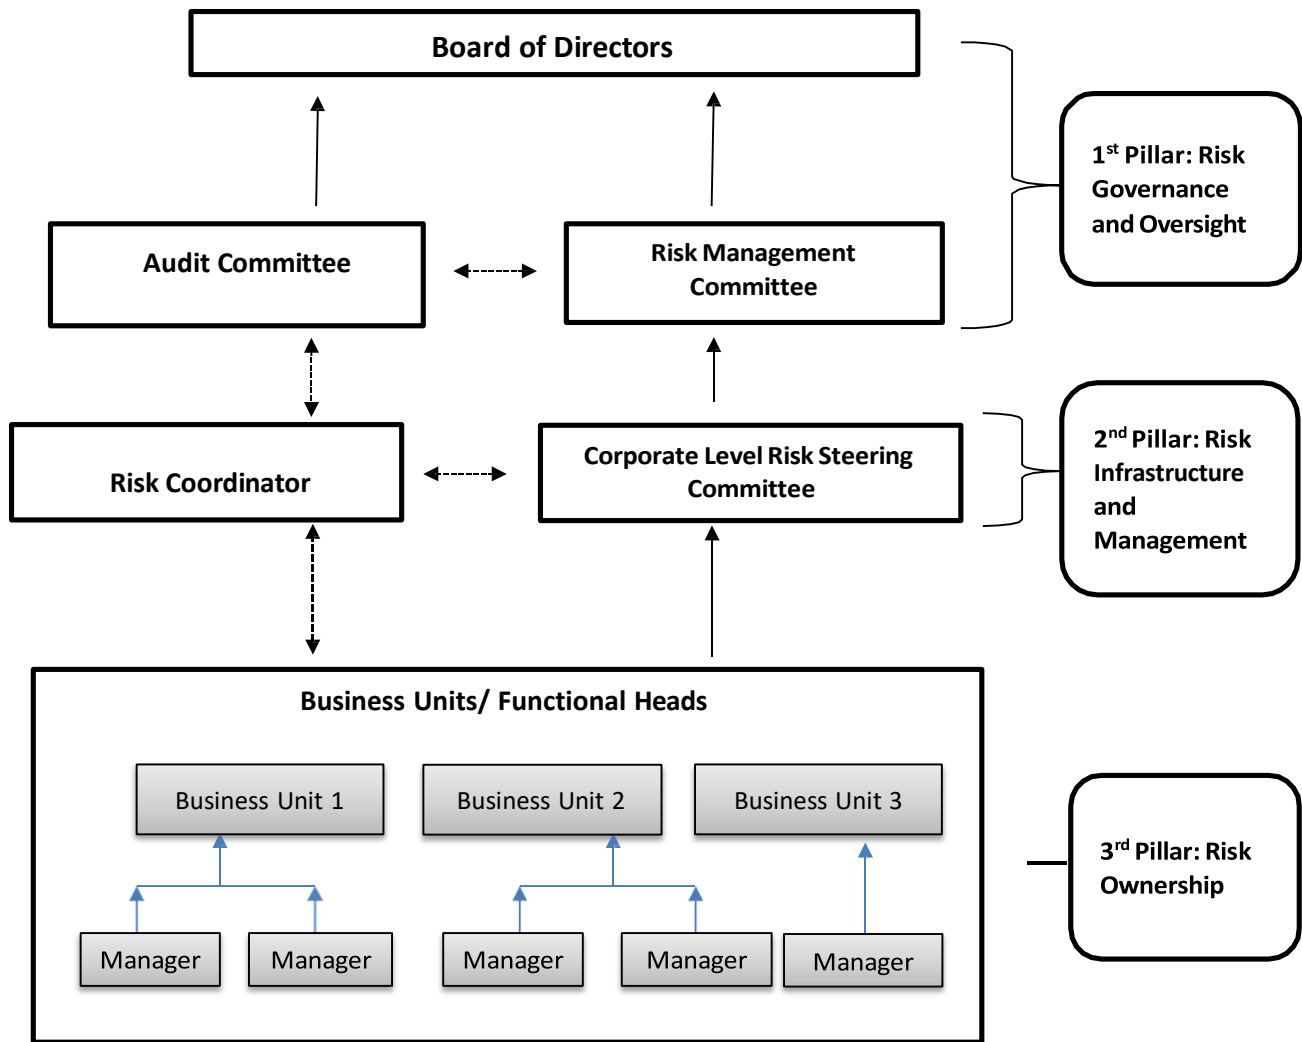 Board of Directors
1st Pillar: Risk
Governance
and Oversight
Audit Committee
Risk Management
Committee
Risk Coordinator
Corporate Level Risk Steering
Committee
2nd Pillar: Risk
Infrastructure
and
Management
Business Units/ Functional Heads
Business Unit 1
Business Unit 2
Business Unit 3
Manager
Manager
Manager
Manager
Manager
3rd Pillar: Risk
Ownership